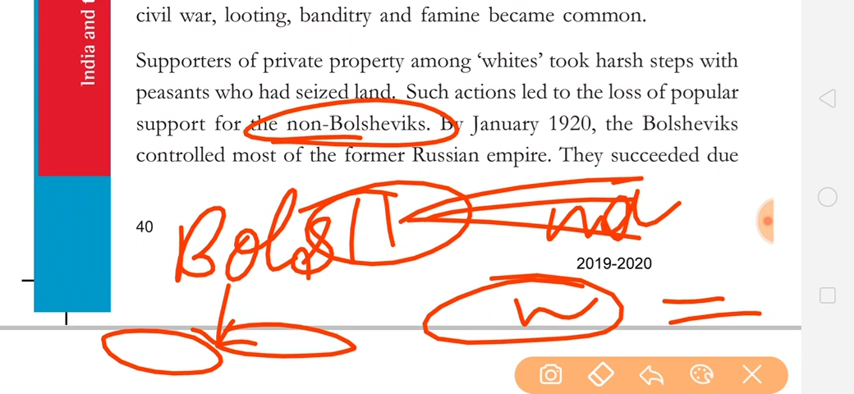 civil war, looting, banditry and famine became common.
Supporters of private property among ‘whites’ took harsh steps with
peasants who had seized land. Such actions led to the loss of popular
support for the non-Bolsheviks. By January 1920, the Bolsheviks
controlled most of the former Russian empire. They succeeded due
India and t
40
2019-2020
Bols